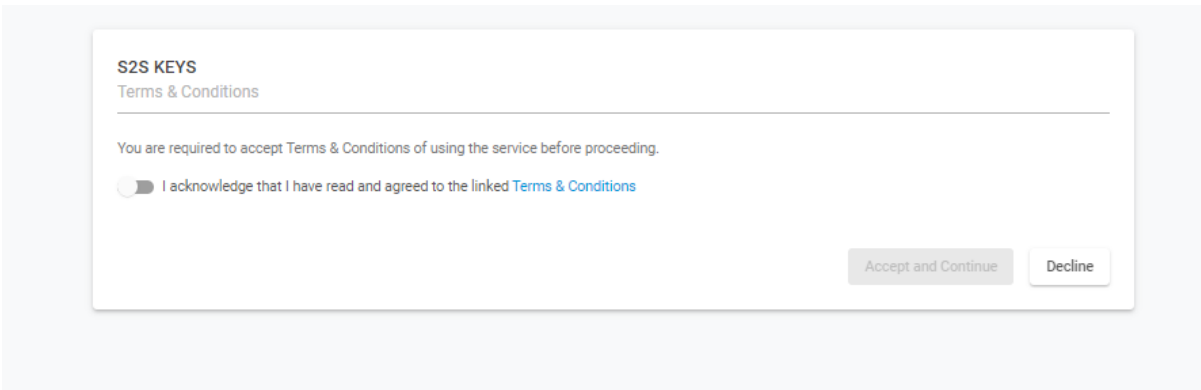 S2S KEYS
Terms & Conditions
You are required to accept Terms & Conditions of using the service before proceeding.
I acknowledge that I have read and agreed to the linked Terms & Conditions
Accept and Continue
Decline